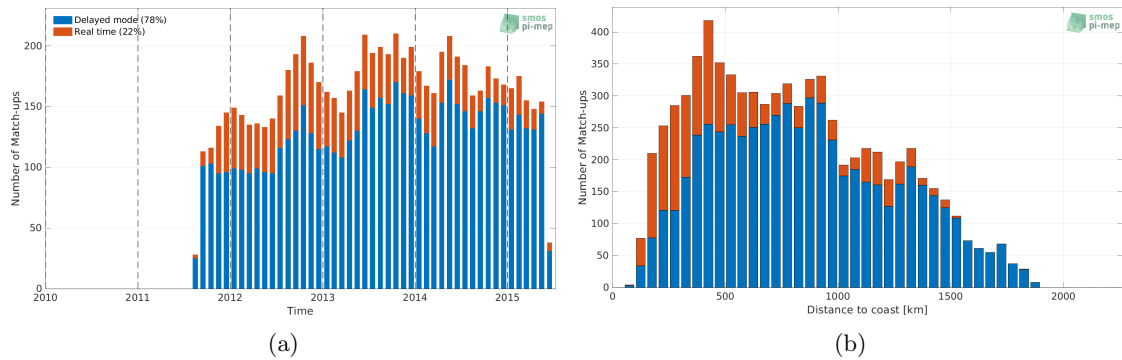 Delayed mode (78%)
Real time (22%)
smos
pi-mep
Number of Match-ups
200
150
100
50
0
2010
2011
2012
2013
2014
2015
Time
(a)
smos
pi-mep
Number of Match-ups
400
350
300
250
200
150
100
50
0
0
500
1000
1500
2000
Distance to coast [km]
(b)